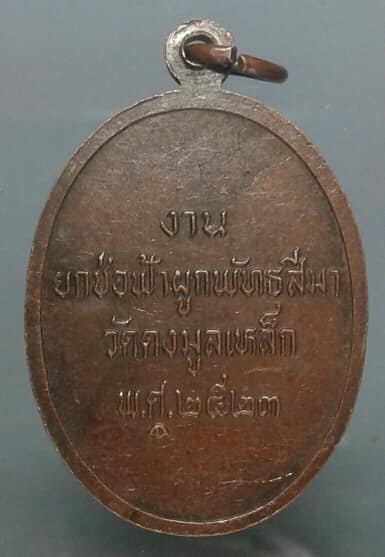 งาน
ยกช่อฟ้าผูกพัทธสีมา
วัดดงมูลเหล็ก
พ.ศ.๒๕๒๓